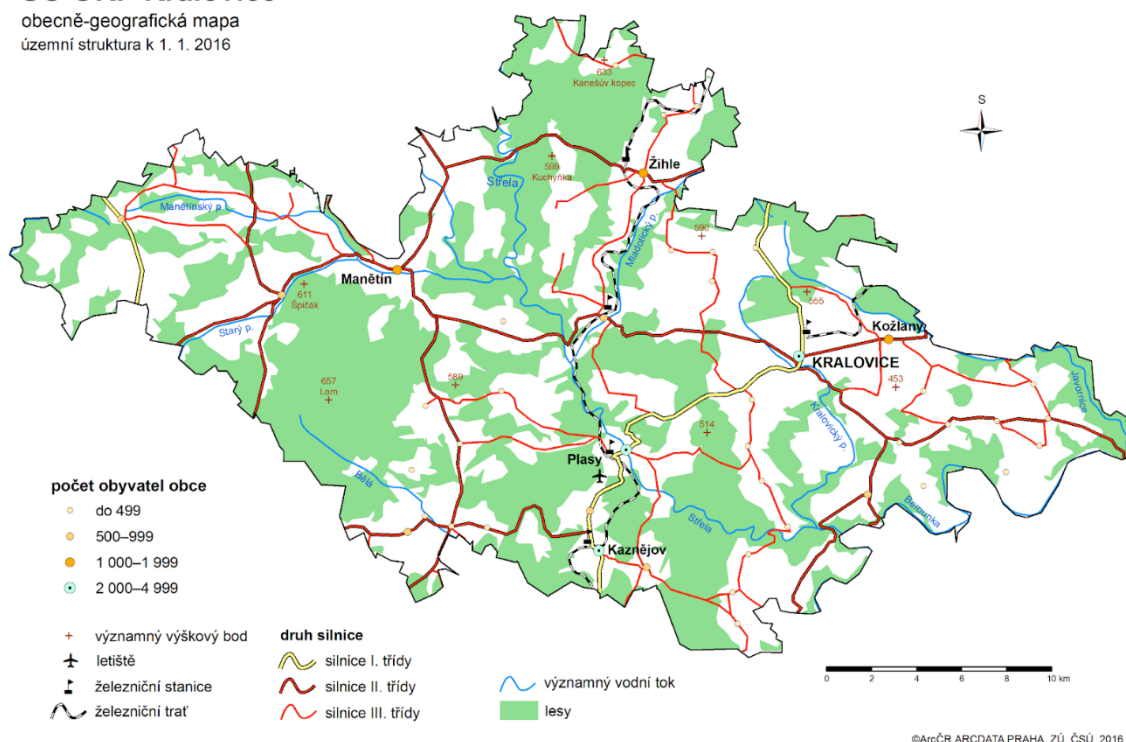 obecně-geografická mapa
územní struktura k 1. 1. 2016
S
633
Kanešův kopec
Žihle
599
Kuchyňka
Střela
Manětínský p.
Mladotický p.
590
Manětín
611
Špičák
Starý p.
555
Kožlany
KRALOVICE
657
Lom
589
453
Javornice
Kralovický p.
514
Plasy
Bělá
Střela
Berounka
Kaznějov
počet obyvatel obce
do 499
500–999
1 000–1 999
2 000–4 999
významný výškový bod
letiště
železniční stanice
železniční trať
druh silnice
silnice I. třídy
silnice II. třídy
silnice III. třídy
významný vodní tok
lesy
0 2 4 6 8 10 km
©ArcČR ARCDATA PRAHA, ZÚ, ČSÚ, 2016